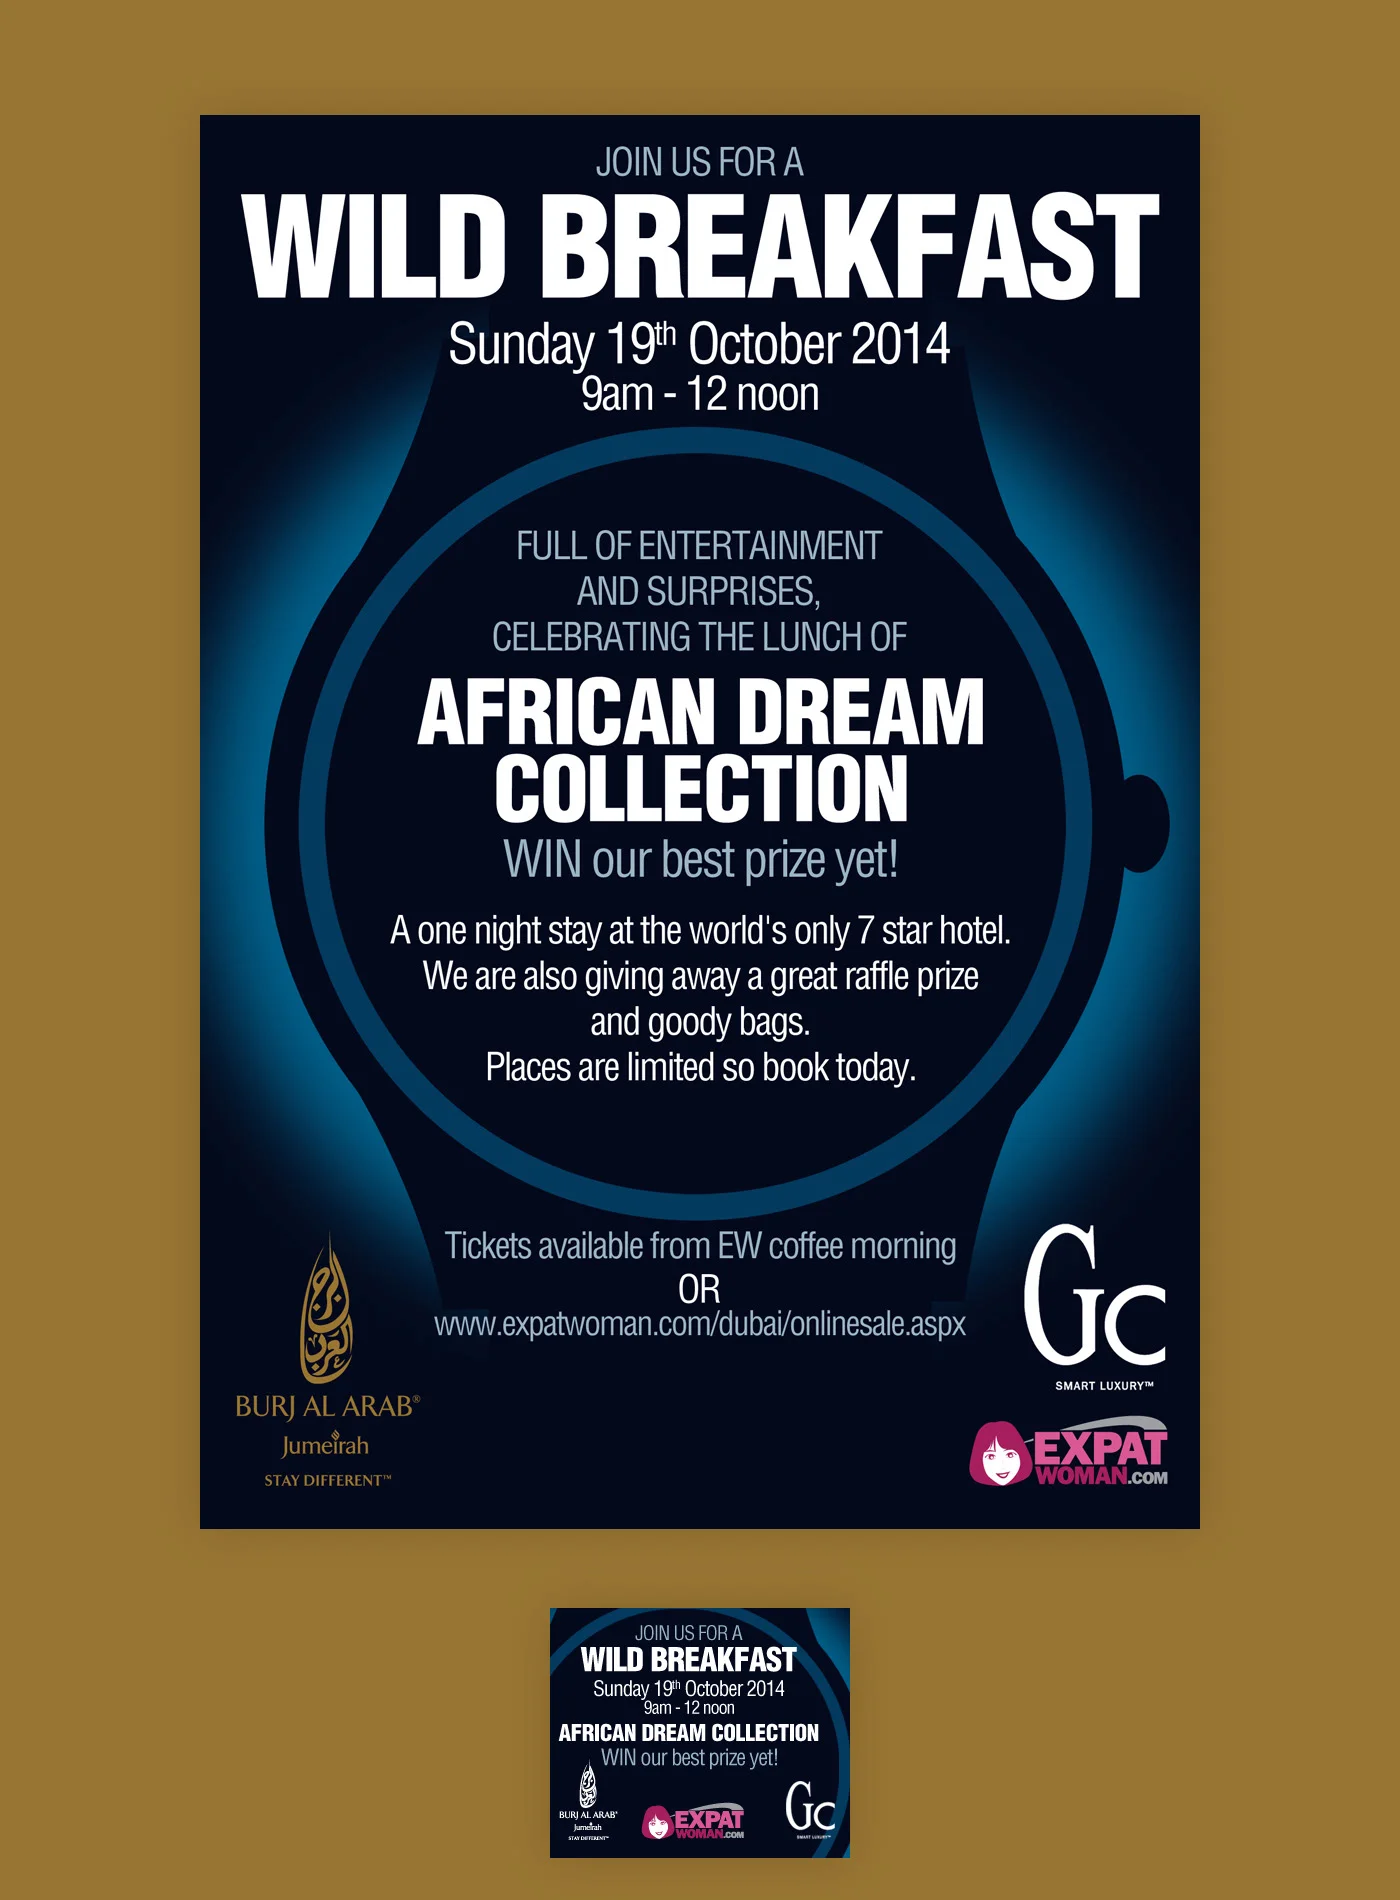 JOIN US FOR A
WILD BREAKFAST
Sunday 19th October 2014
9am - 12 noon
FULL OF ENTERTAINMENT
AND SURPRISES,
CELEBRATING THE LUNCH OF
AFRICAN DREAM
COLLECTION
WIN our best prize yet!
A one night stay at the world's only 7 star hotel.
We are also giving away a great raffle prize
and goody bags.
Places are limited so book today.
Tickets available from EW coffee morning
OR
www.expatwoman.com/dubai/onlinesale.aspx
برج العرب
BURJ AL ARAB®
Jumeirah
STAY DIFFERENT™
Gc
SMART LUXURY™
EXPAT
WOMAN.COM
JOIN US FOR A
WILD BREAKFAST
Sunday 19th October 2014
9am - 12 noon
AFRICAN DREAM COLLECTION
WIN our best prize yet!
BURJ AL ARAB®
Jumeirah
STAY DIFFERENT™
EXPAT
WOMAN.COM
Gc
SMART LUXURY™